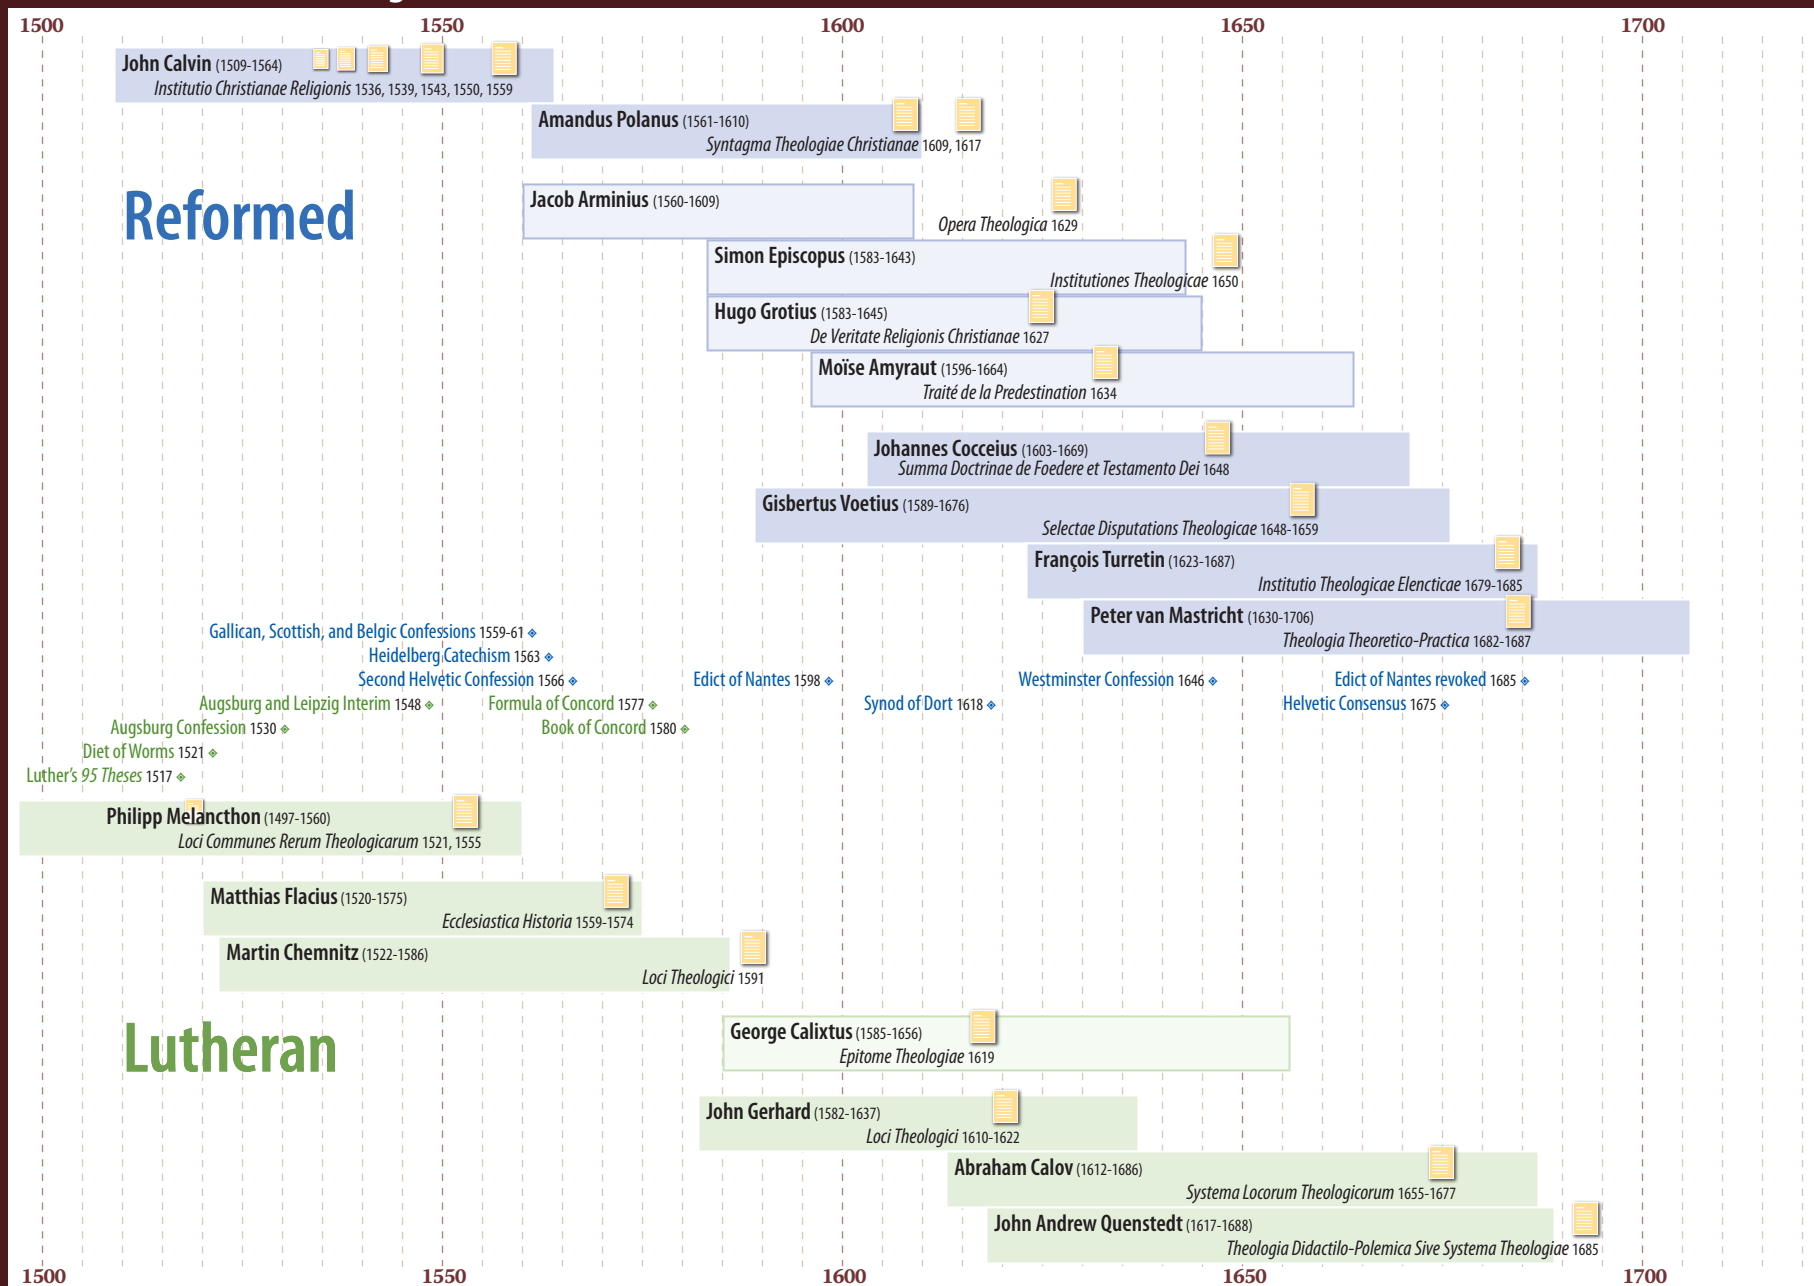 1500 1550 1600 1650 1700
John Calvin (1509-1564)
Institutio Christianae Religionis 1536, 1539, 1543, 1550, 1559
Amandus Polanus (1561-1610)
Syntagma Theologiae Christianae 1609, 1617
Reformed
Jacob Arminius (1560-1609)
Opera Theologica 1629
Simon Episcopus (1583-1643)
Institutiones Theologicae 1650
Hugo Grotius (1583-1645)
De Veritate Religionis Christianae 1627
Moïse Amyraut (1596-1664)
Traité de la Predestination 1634
Johannes Cocceius (1603-1669)
Summa Doctrinae de Foedere et Testamento Dei 1648
Gisbertus Voetius (1589-1676)
Selectae Disputations Theologicae 1648-1659
François Turretin (1623-1687)
Institutio Theologicae Elencticae 1679-1685
Peter van Mastricht (1630-1706)
Theologia Theoretico-Practica 1682-1687
Gallican, Scottish, and Belgic Confessions 1559-61
Heidelberg Catechism 1563
Second Helvetic Confession 1566
Edict of Nantes 1598
Westminster Confession 1646
Edict of Nantes revoked 1685
Augsburg and Leipzig Interim 1548
Formula of Concord 1577
Synod of Dort 1618
Helvetic Consensus 1675
Augsburg Confession 1530
Book of Concord 1580
Diet of Worms 1521
Luther's 95 Theses 1517
Philipp Melancthon (1497-1560)
Loci Communes Rerum Theologicarum 1521, 1555
Matthias Flacius (1520-1575)
Ecclesiastica Historia 1559-1574
Martin Chemnitz (1522-1586)
Loci Theologici 1591
Lutheran
George Calixtus (1585-1656)
Epitome Theologiae 1619
John Gerhard (1582-1637)
Loci Theologici 1610-1622
Abraham Calov (1612-1686)
Systema Locorum Theologicorum 1655-1677
John Andrew Quenstedt (1617-1688)
Theologia Didactilo-Polemica Sive Systema Theologiae 1685
1500 1550 1600 1650 1700